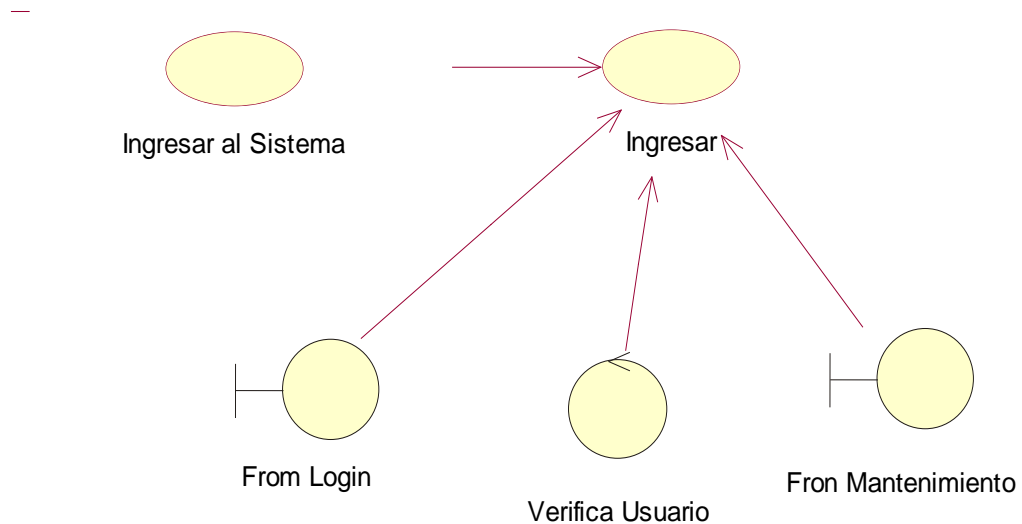 Ingresar al Sistema
Ingresar
From Login
Verifica Usuario
Fron Mantenimiento